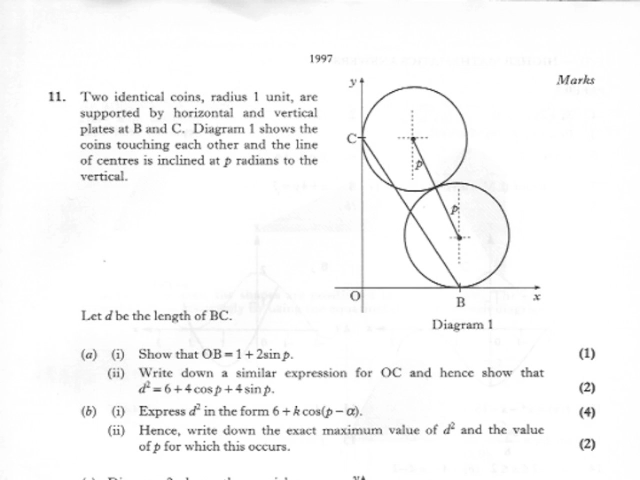 1997
Marks
11. Two identical coins, radius 1 unit, are
supported by horizontal and vertical
plates at B and C. Diagram 1 shows the
coins touching each other and the line
of centres is inclined at p radians to the
vertical.
y
C
p
p
O
B
x
Diagram 1
Let d be the length of BC.
(a) (i) Show that OB = 1 + 2sin p. (1)
(ii) Write down a similar expression for OC and hence show that
d² = 6 + 4 cos p + 4 sin p. (2)
(b) (i) Express d² in the form 6 + k cos(p − α). (4)
(ii) Hence, write down the exact maximum value of d² and the value
of p for which this occurs. (2)